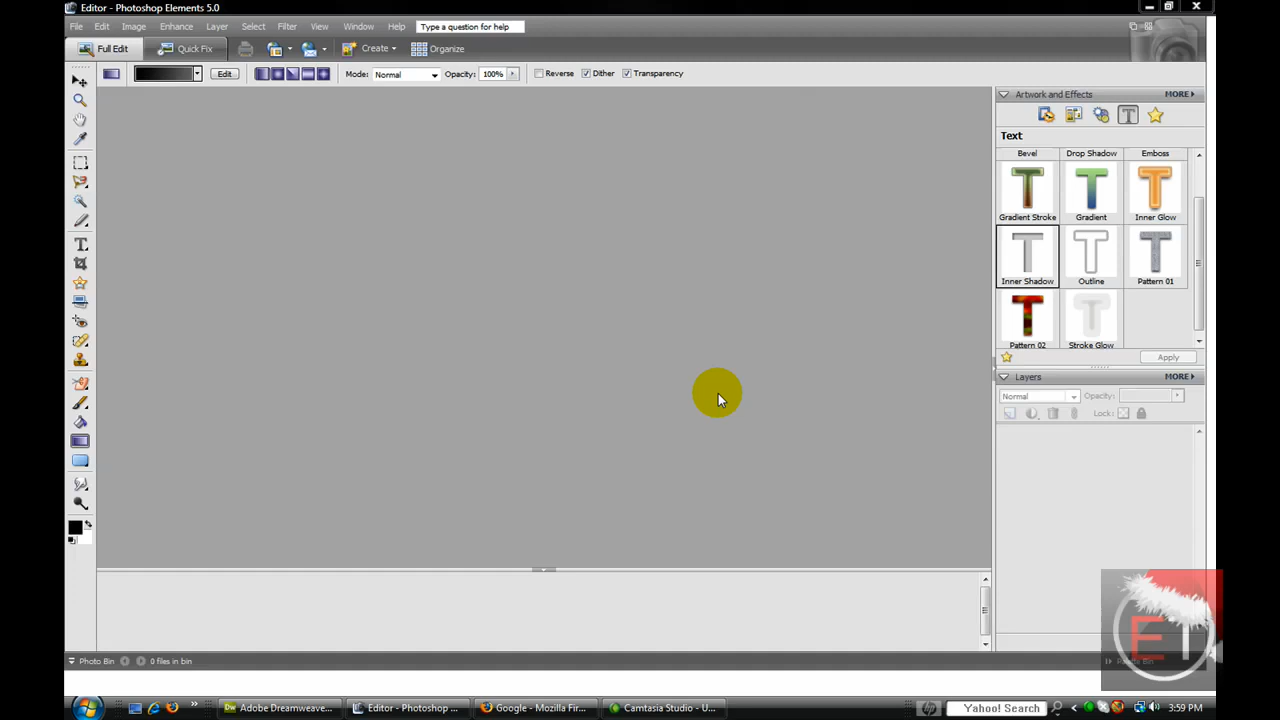 Editor - Photoshop Elements 5.0
File Edit Image Enhance Layer Select Filter View Window Help Type a question for help
Full Edit Quick Fix Create Organize
Edit Mode: Normal Opacity: 100% Reverse Dither Transparency
Artwork and Effects MORE
Text
Bevel Drop Shadow Emboss
Gradient Stroke Gradient Inner Glow
Inner Shadow Outline Pattern 01
Pattern 02 Stroke Glow
Apply
Layers MORE
Normal Opacity:
Lock:
ET
Photo Bin 0 files in bin Palette Bin
Adobe Dreamweave... Editor - Photoshop ... Google - Mozilla Fir... Camtasia Studio - U... Yahoo! Search 3:59 PM